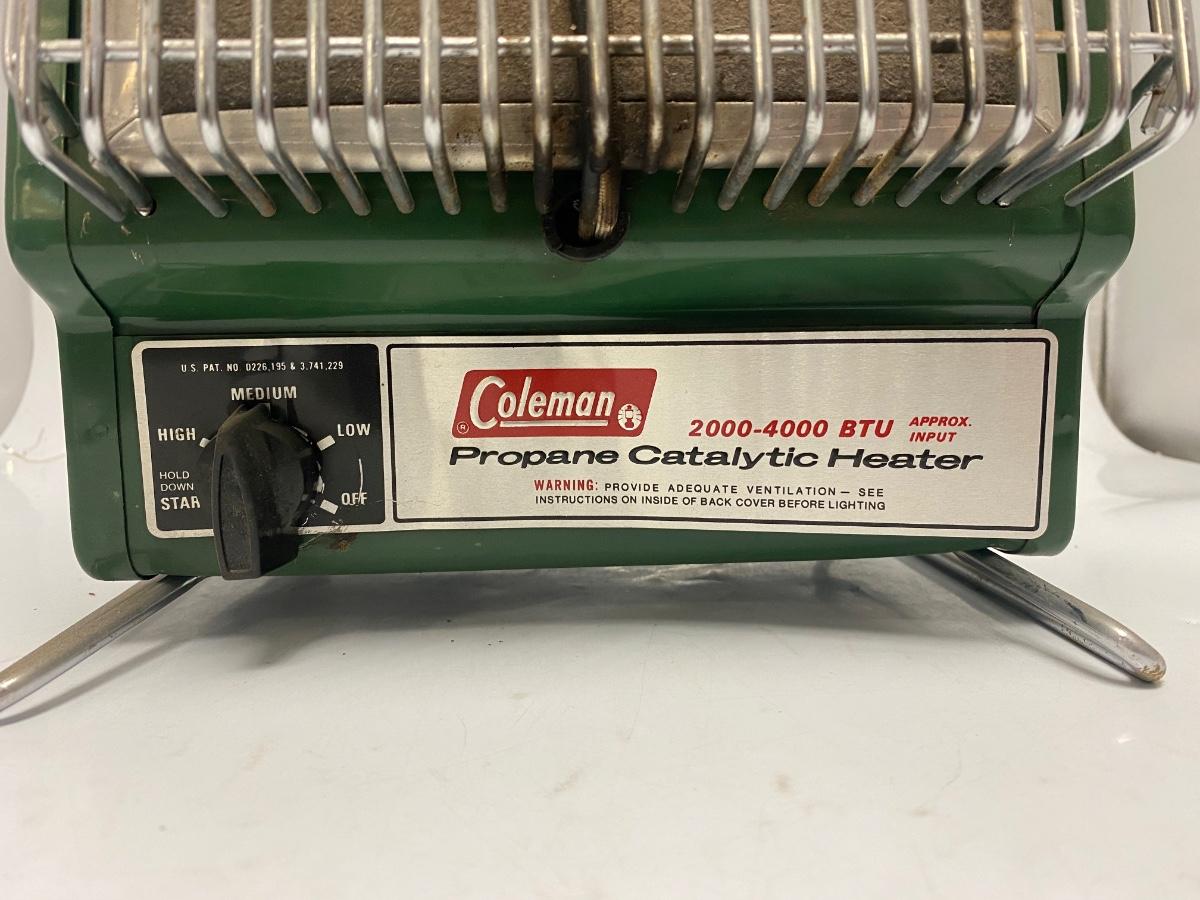 U.S. PAT. NO. D226,195 & 3,741,229
MEDIUM
HIGH
LOW
HOLD
DOWN
STAR
OFF
Coleman
®
2000-4000 BTU APPROX.
INPUT
Propane Catalytic Heater
WARNING: PROVIDE ADEQUATE VENTILATION — SEE
INSTRUCTIONS ON INSIDE OF BACK COVER BEFORE LIGHTING